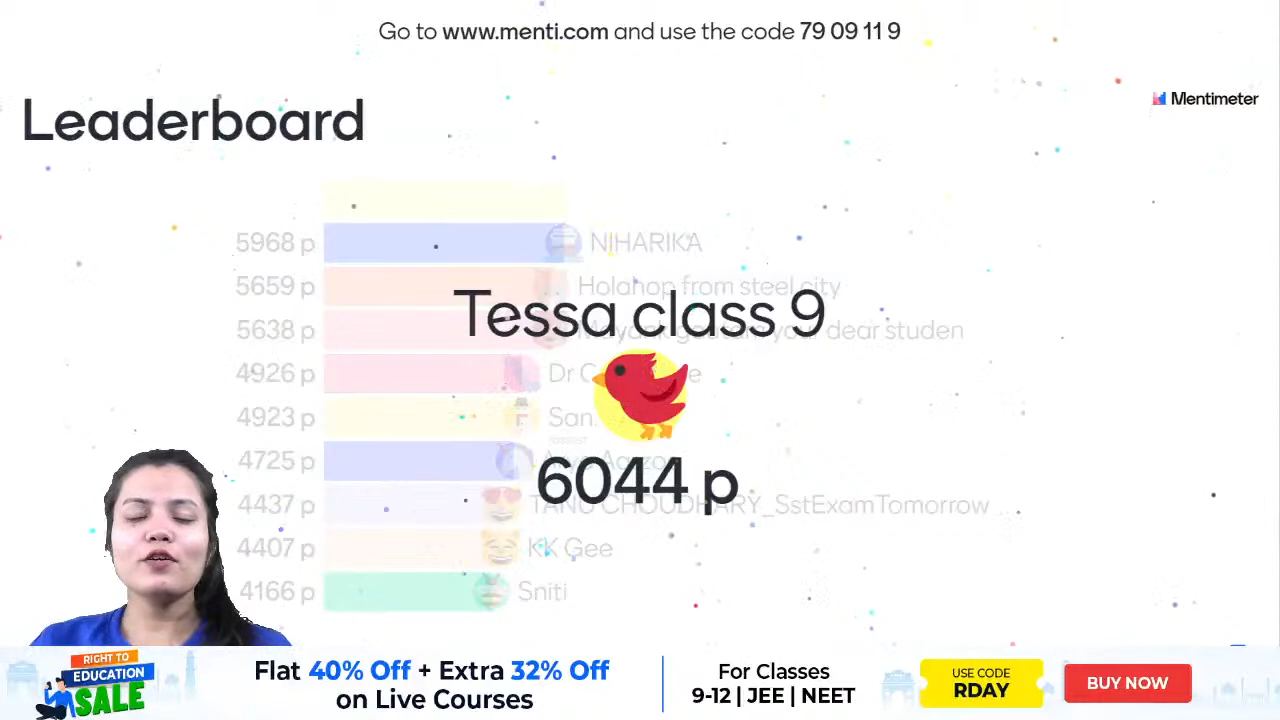 Go to www.menti.com and use the code 79 09 11 9
Leaderboard
Mentimeter
5968 p NIHARIKA
5659 p Holahop from steel city
Tessa class 9
5638 p your dear studen
4926 p Dr
4923 p San
4725 p
6044 p
4437 p TANU CHOUDHARY_SstExamTomorrow
4407 p KK Gee
4166 p Sniti
RIGHT TO
EDUCATION
SALE
Flat 40% Off + Extra 32% Off
on Live Courses
For Classes
9-12 | JEE | NEET
USE CODE
RDAY
BUY NOW